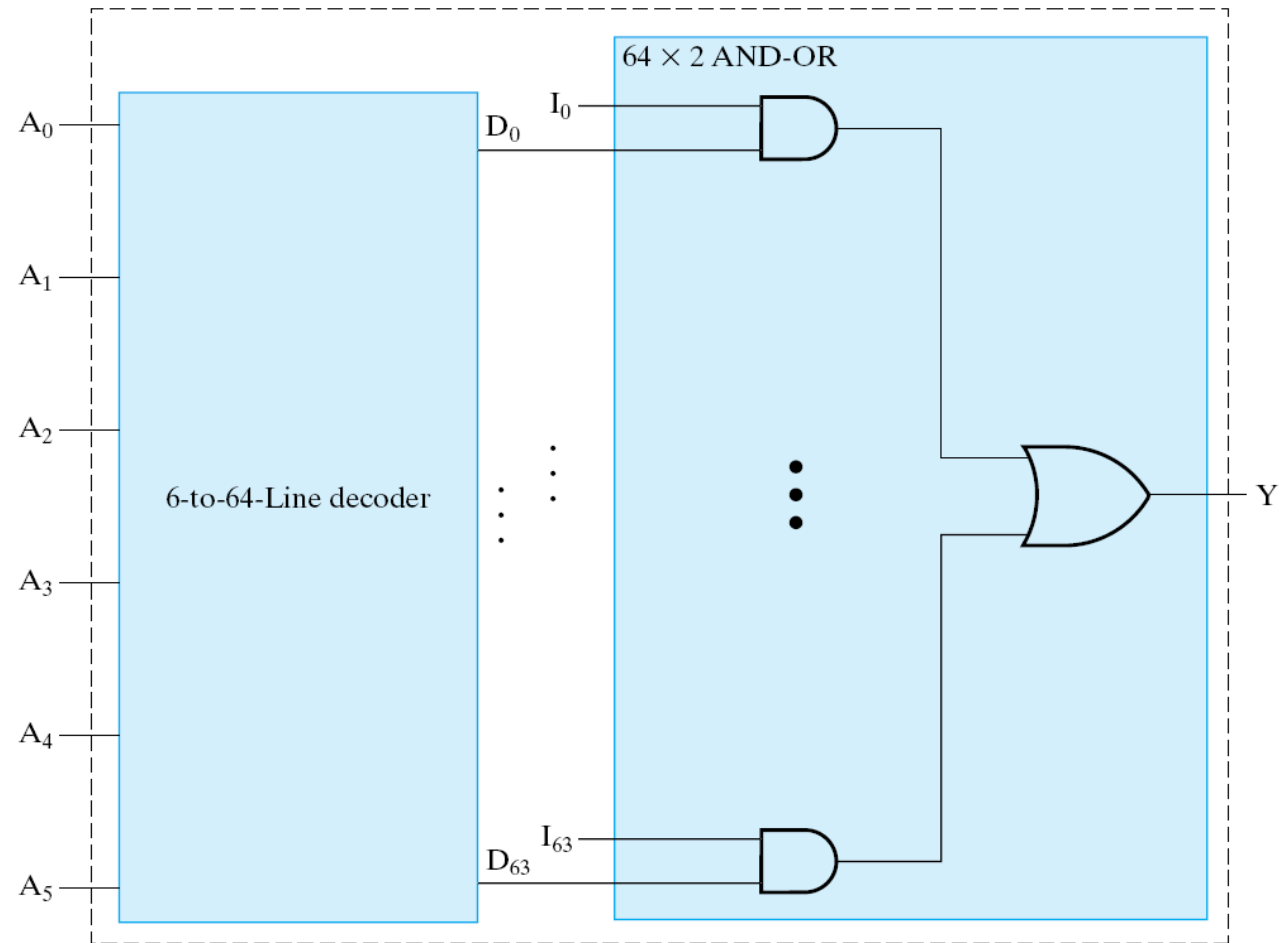 64 × 2 AND-OR
A₀
D₀
I₀
A₁
A₂
6-to-64-Line decoder
Y
A₃
A₄
I₆₃
D₆₃
A₅